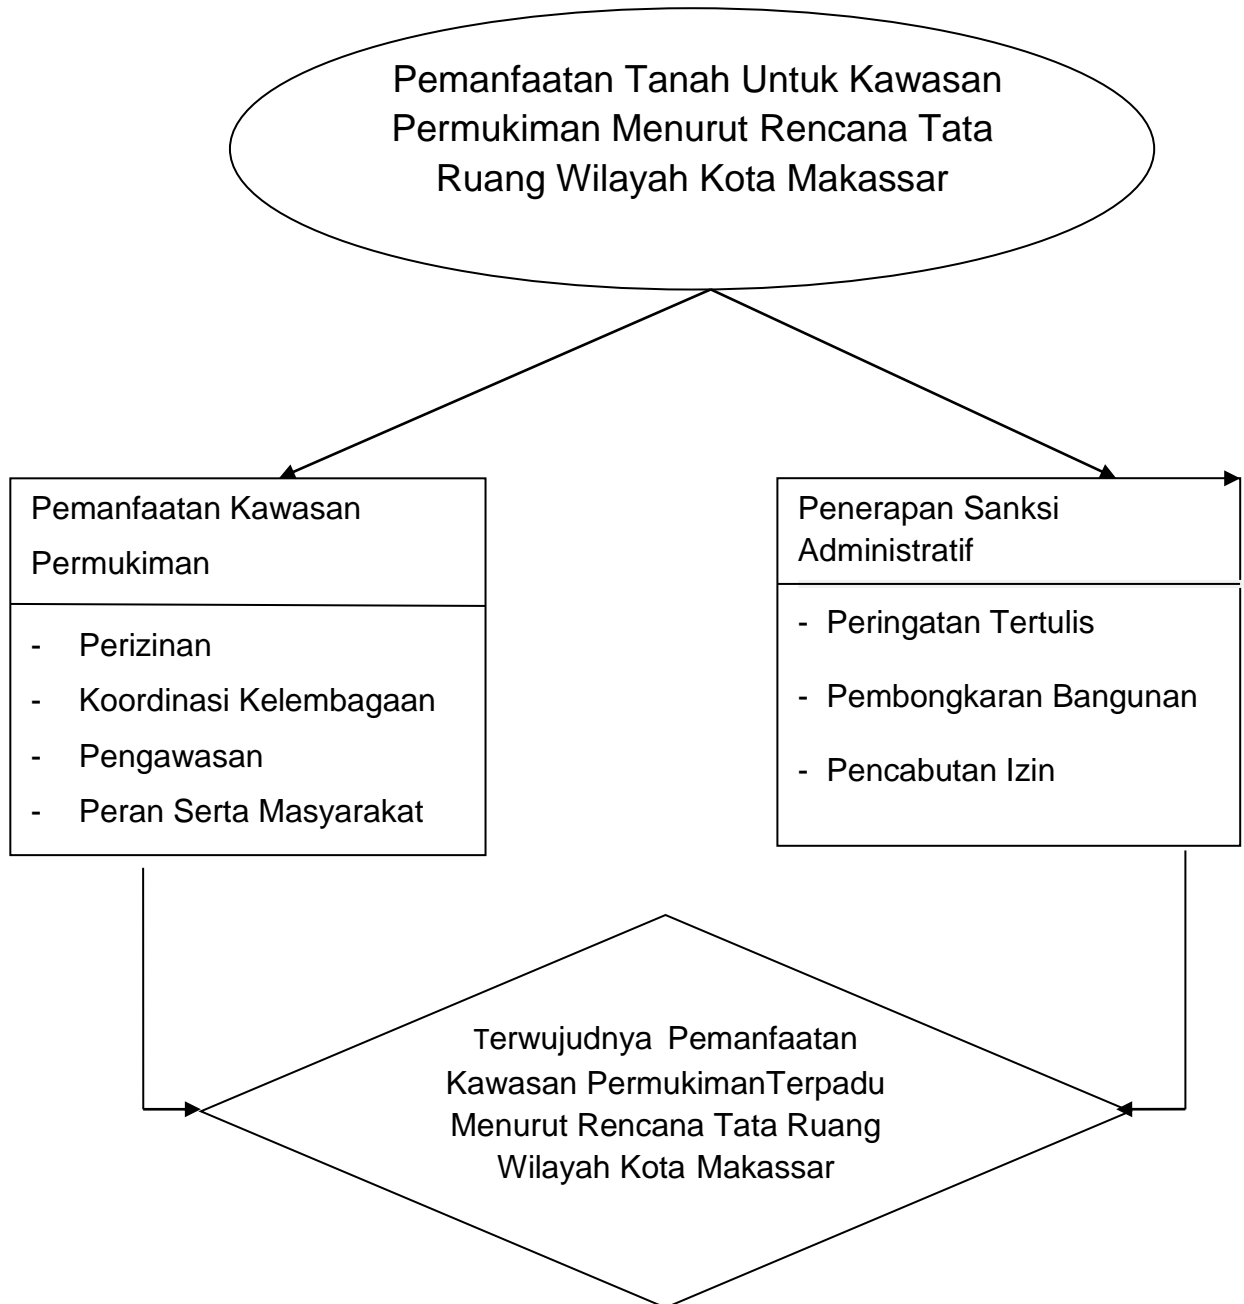 Pemanfaatan Tanah Untuk Kawasan
Permukiman Menurut Rencana Tata
Ruang Wilayah Kota Makassar
Pemanfaatan Kawasan
Permukiman
- Perizinan
- Koordinasi Kelembagaan
- Pengawasan
- Peran Serta Masyarakat
Penerapan Sanksi
Administratif
- Peringatan Tertulis
- Pembongkaran Bangunan
- Pencabutan Izin
Terwujudnya Pemanfaatan
Kawasan PermukimanTerpadu
Menurut Rencana Tata Ruang
Wilayah Kota Makassar